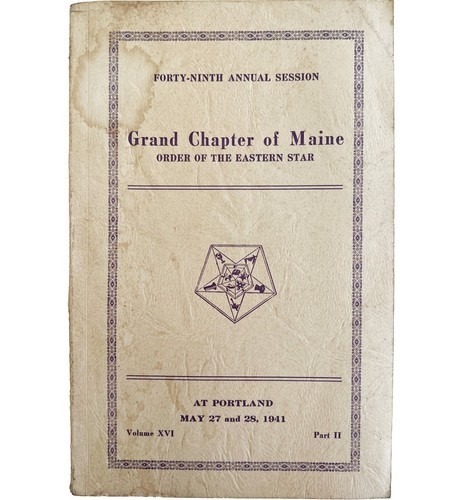 FORTY-NINTH ANNUAL SESSION
Grand Chapter of Maine
ORDER OF THE EASTERN STAR
AT PORTLAND
MAY 27 and 28, 1941
Volume XVI Part II